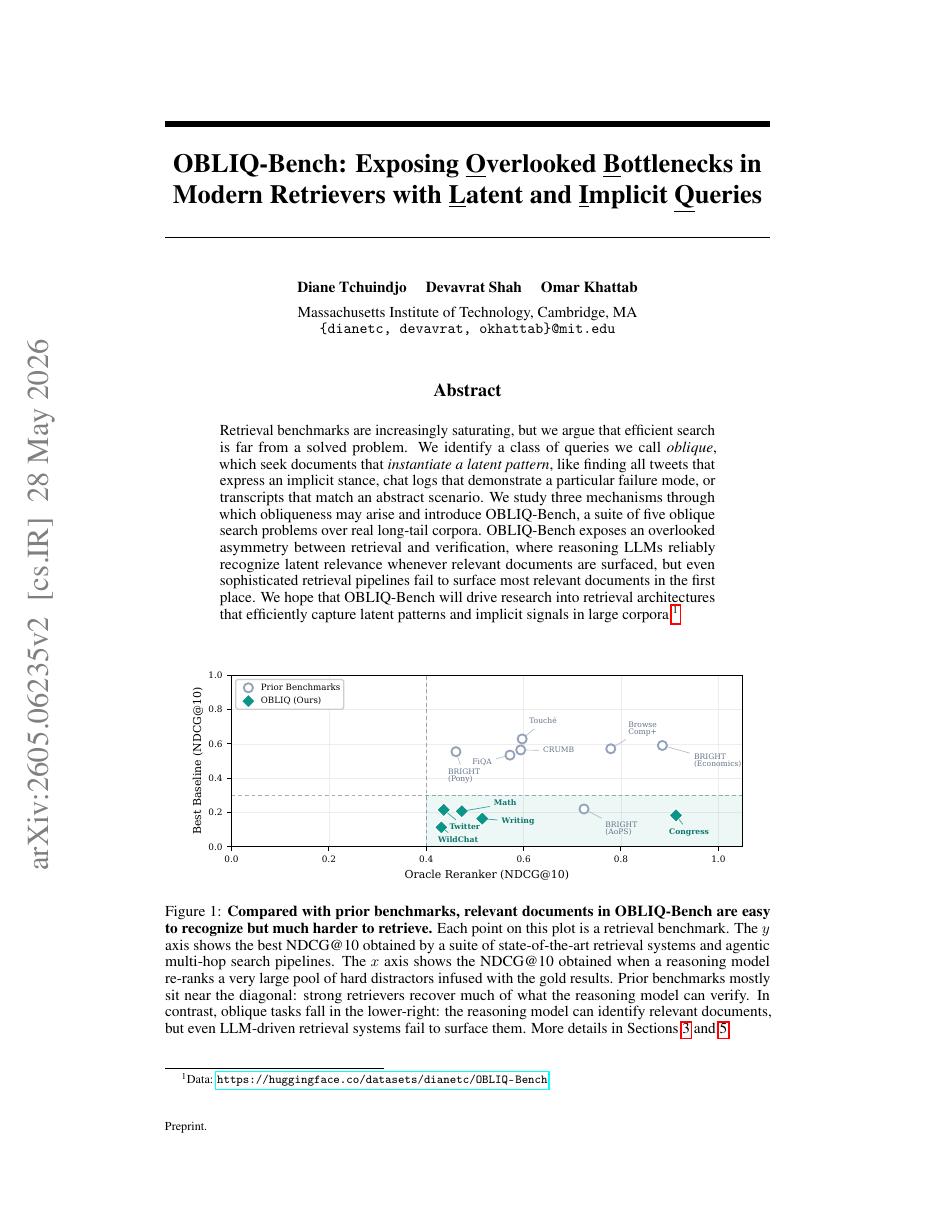 OBLIQ-Bench: Exposing Overlooked Bottlenecks in
Modern Retrievers with Latent and Implicit Queries
Diane Tchuindjo Devavrat Shah Omar Khattab
Massachusetts Institute of Technology, Cambridge, MA
{dianetc, devavrat, okhattab}@mit.edu
arXiv:2605.06235v2 [cs.IR] 28 May 2026
Abstract
Retrieval benchmarks are increasingly saturating, but we argue that efficient search
is far from a solved problem. We identify a class of queries we call oblique,
which seek documents that instantiate a latent pattern, like finding all tweets that
express an implicit stance, chat logs that demonstrate a particular failure mode, or
transcripts that match an abstract scenario. We study three mechanisms through
which obliqueness may arise and introduce OBLIQ-Bench, a suite of five oblique
search problems over real long-tail corpora. OBLIQ-Bench exposes an overlooked
asymmetry between retrieval and verification, where reasoning LLMs reliably
recognize latent relevance whenever relevant documents are surfaced, but even
sophisticated retrieval pipelines fail to surface most relevant documents in the first
place. We hope that OBLIQ-Bench will drive research into retrieval architectures
that efficiently capture latent patterns and implicit signals in large corpora.1
Best Baseline (NDCG@10)
1.0
0.8
0.6
0.4
0.2
0.0
Prior Benchmarks
OBLIQ (Ours)
Touché
Browse
Comp+
CRUMB
FiQA
BRIGHT
(Economics)
BRIGHT
(Pony)
Math
Writing
Twitter
BRIGHT
(AoPS)
Congress
WildChat
0.0 0.2 0.4 0.6 0.8 1.0
Oracle Reranker (NDCG@10)
Figure 1: Compared with prior benchmarks, relevant documents in OBLIQ-Bench are easy
to recognize but much harder to retrieve. Each point on this plot is a retrieval benchmark. The y
axis shows the best NDCG@10 obtained by a suite of state-of-the-art retrieval systems and agentic
multi-hop search pipelines. The x axis shows the NDCG@10 obtained when a reasoning model
re-ranks a very large pool of hard distractors infused with the gold results. Prior benchmarks mostly
sit near the diagonal: strong retrievers recover much of what the reasoning model can verify. In
contrast, oblique tasks fall in the lower-right: the reasoning model can identify relevant documents,
but even LLM-driven retrieval systems fail to surface them. More details in Sections 3 and 5.
1Data: https://huggingface.co/datasets/dianetc/OBLIQ-Bench
Preprint.